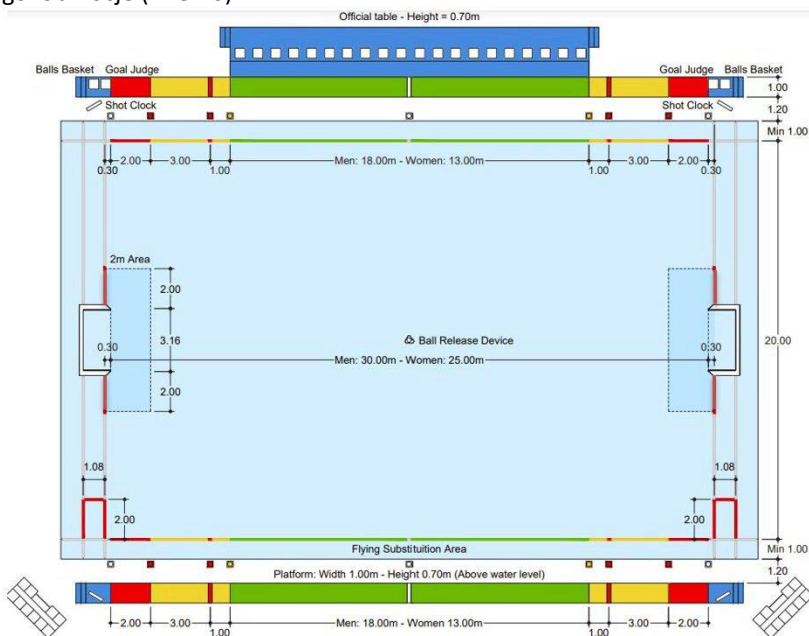 Official table - Height = 0.70m
Balls Basket Goal Judge Goal Judge Balls Basket
1.00
Shot Clock Shot Clock
1.20
Min 1.00
2.00 3.00 Men: 18.00m - Women: 13.00m 3.00 2.00
0.30 1.00 1.00 0.30
2m Area
2.00
0.30 3.16 Ball Release Device 0.30 20.00
Men: 30.00m - Women: 25.00m
2.00
1.08 1.08
2.00 2.00
Flying Substituition Area Min 1.00
Platform: Width 1.00m - Height 0.70m (Above water level) 1.20
2.00 3.00 Men: 18.00m - Women 13.00m 3.00 2.00
1.00 1.00